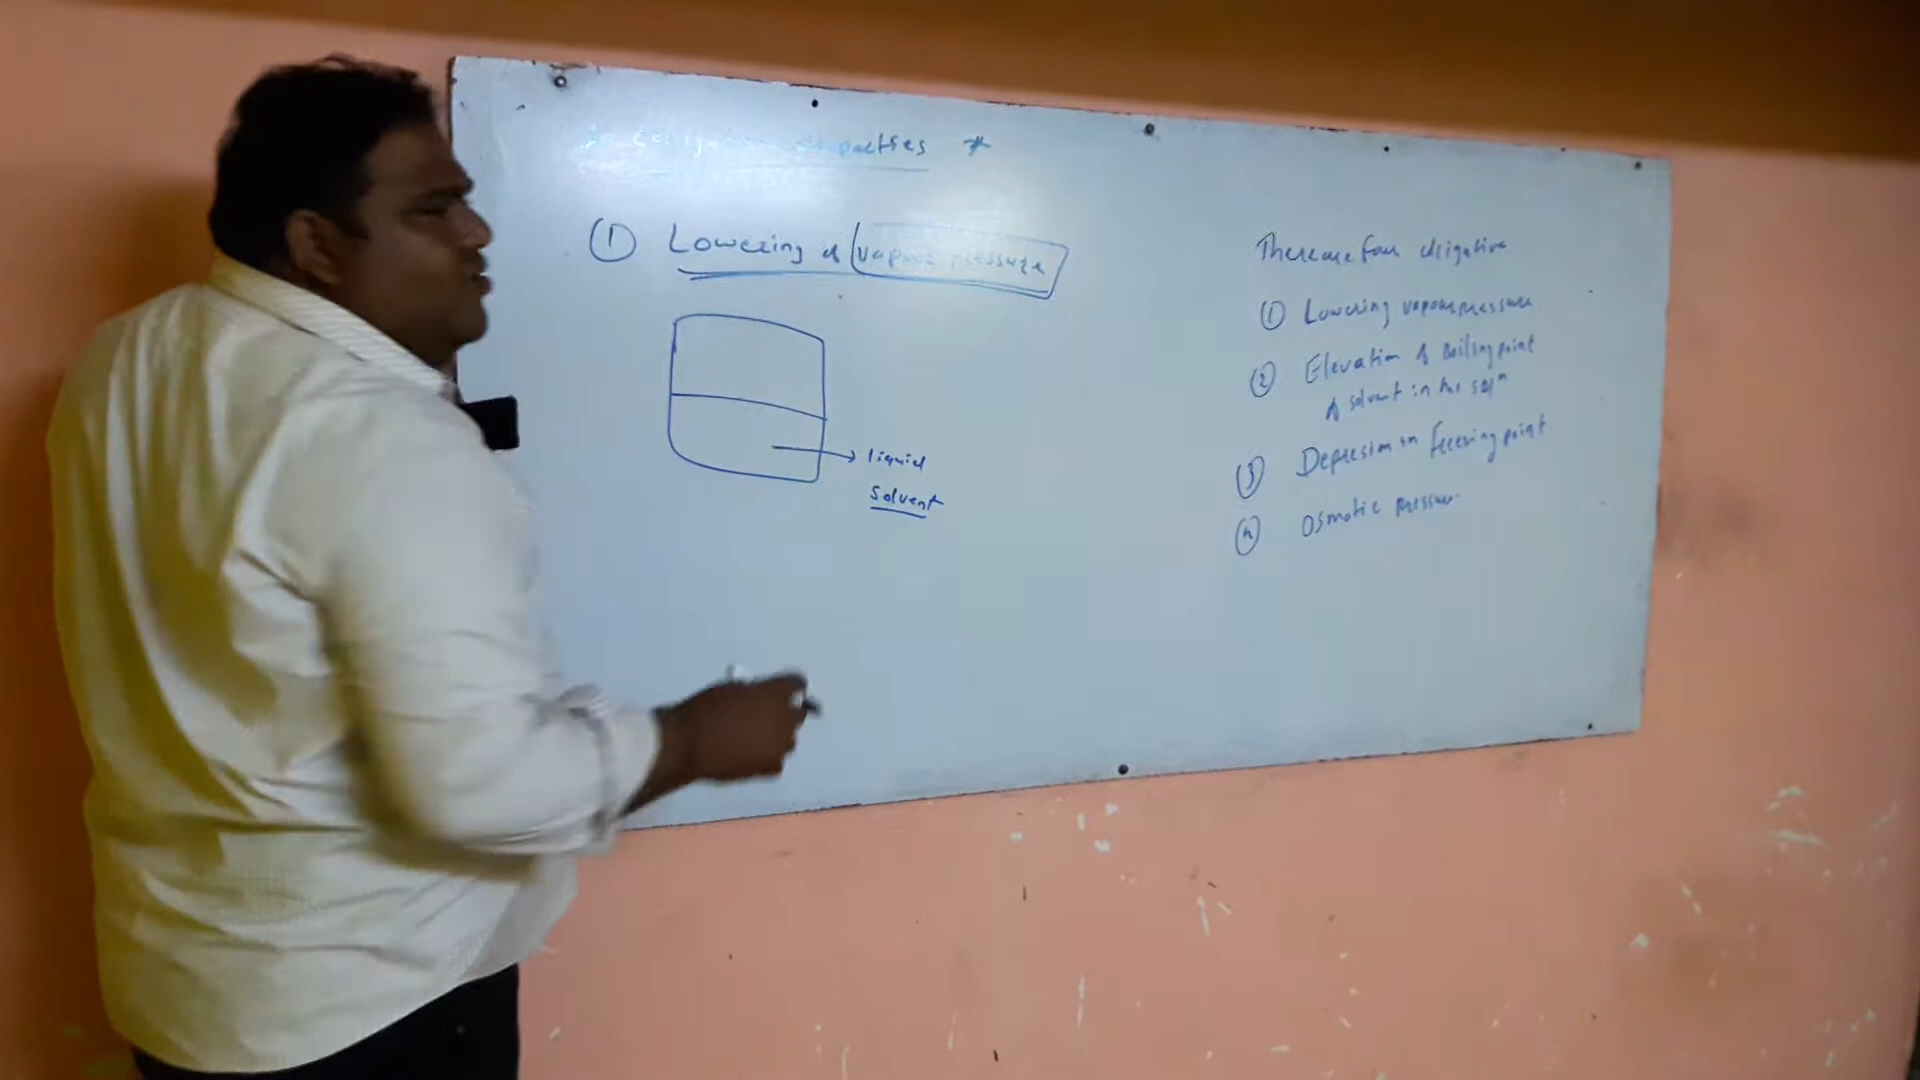 properties *
① Lowering of vapour pressure
liquid
solvent
There are four colligative
① Lowering vapour pressure
② Elevation of Boiling point
of solvent in the solⁿ
③ Depression in freezing point
④ Osmotic pressure